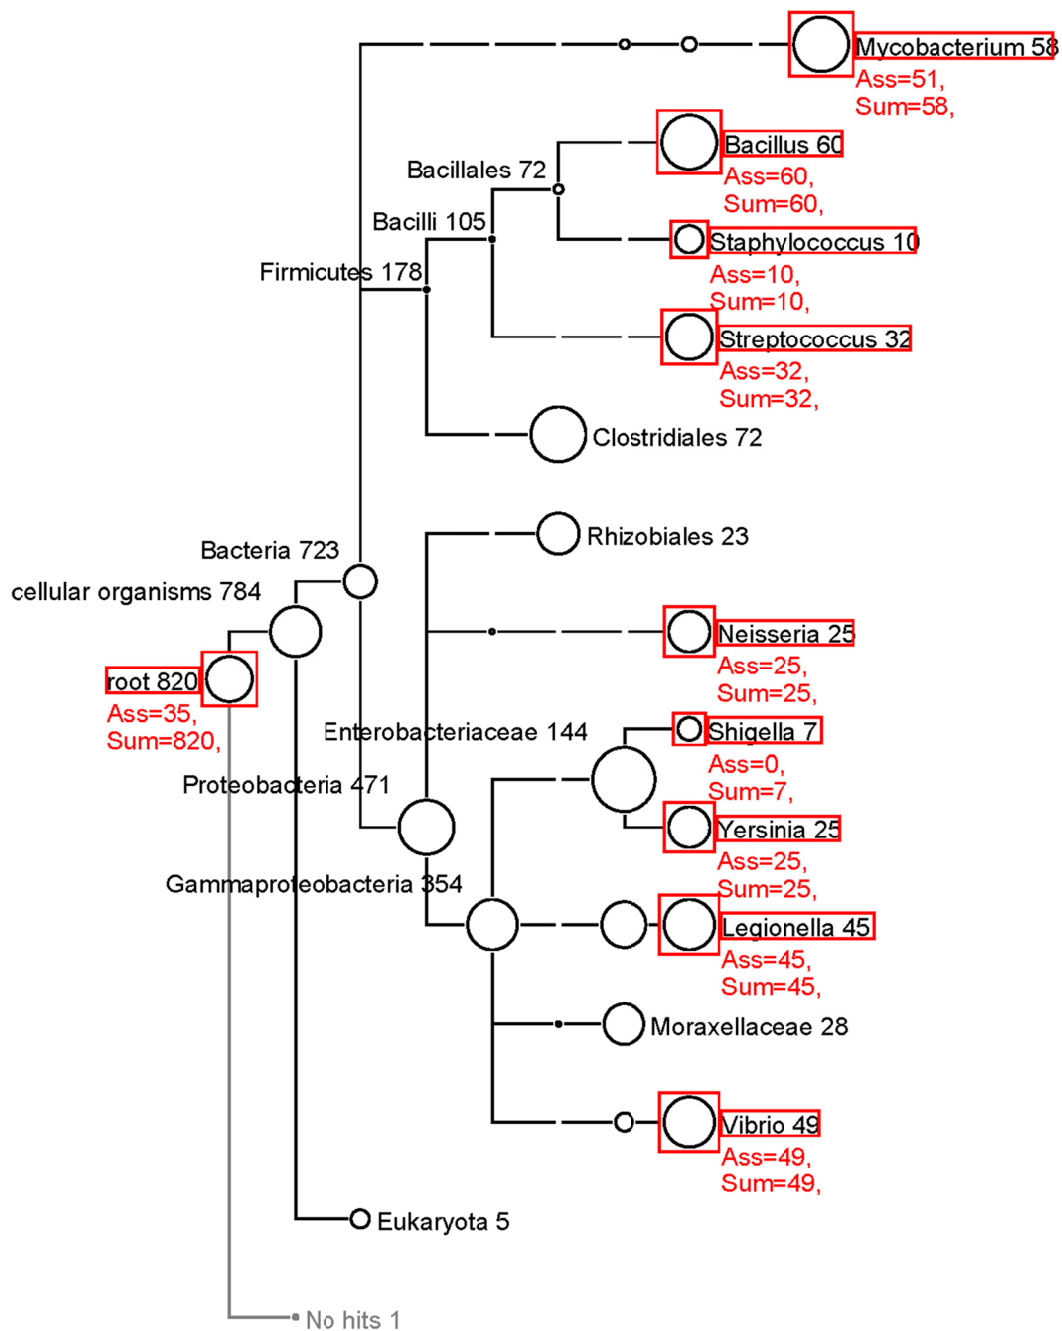 Mycobacterium 58
Ass=51,
Sum=58,
Bacillus 60
Ass=60,
Sum=60,
Bacillales 72
Bacilli 105
Staphylococcus 10
Ass=10,
Sum=10,
Firmicutes 178
Streptococcus 32
Ass=32,
Sum=32,
Clostridiales 72
Rhizobiales 23
Bacteria 723
cellular organisms 784
Neisseria 25
Ass=25,
Sum=25,
root 820
Ass=35,
Sum=820,
Enterobacteriaceae 144
Shigella 7
Ass=0,
Sum=7,
Proteobacteria 471
Yersinia 25
Ass=25,
Sum=25,
Gammaproteobacteria 354
Legionella 45
Ass=45,
Sum=45,
Moraxellaceae 28
Vibrio 49
Ass=49,
Sum=49,
Eukaryota 5
No hits 1